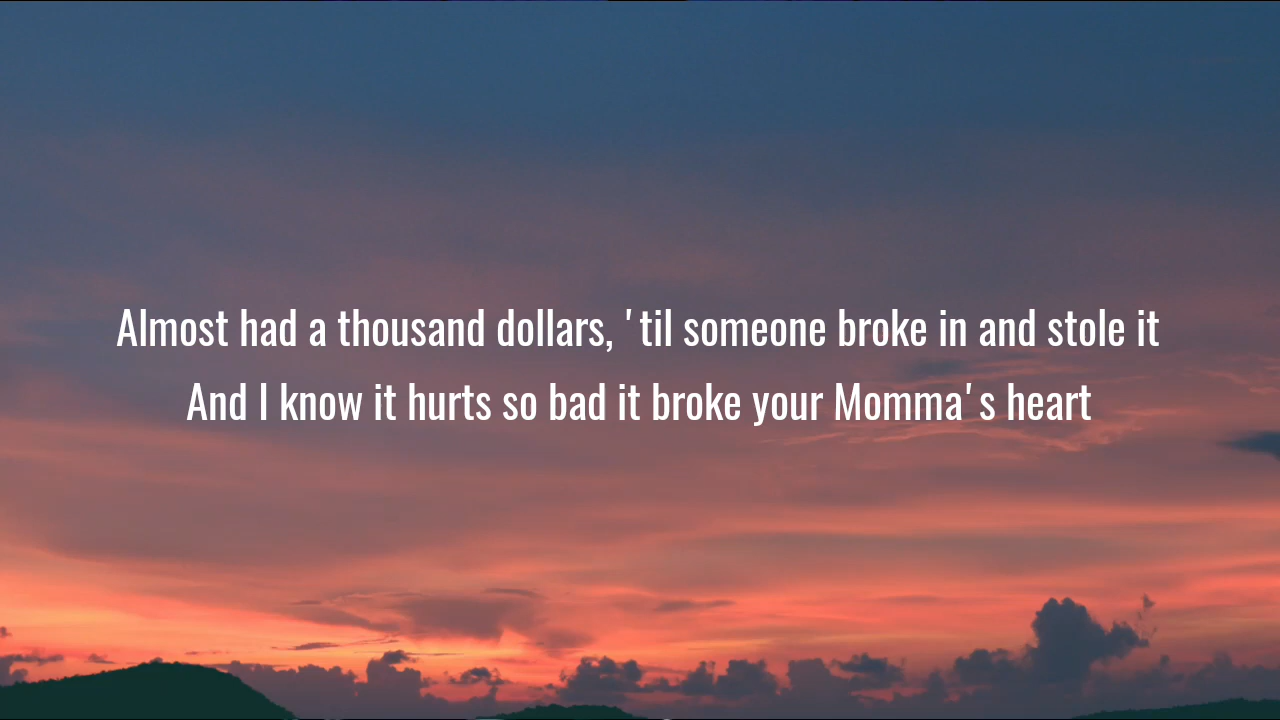 Almost had a thousand dollars, 'til someone broke in and stole it
And I know it hurts so bad it broke your Momma's heart